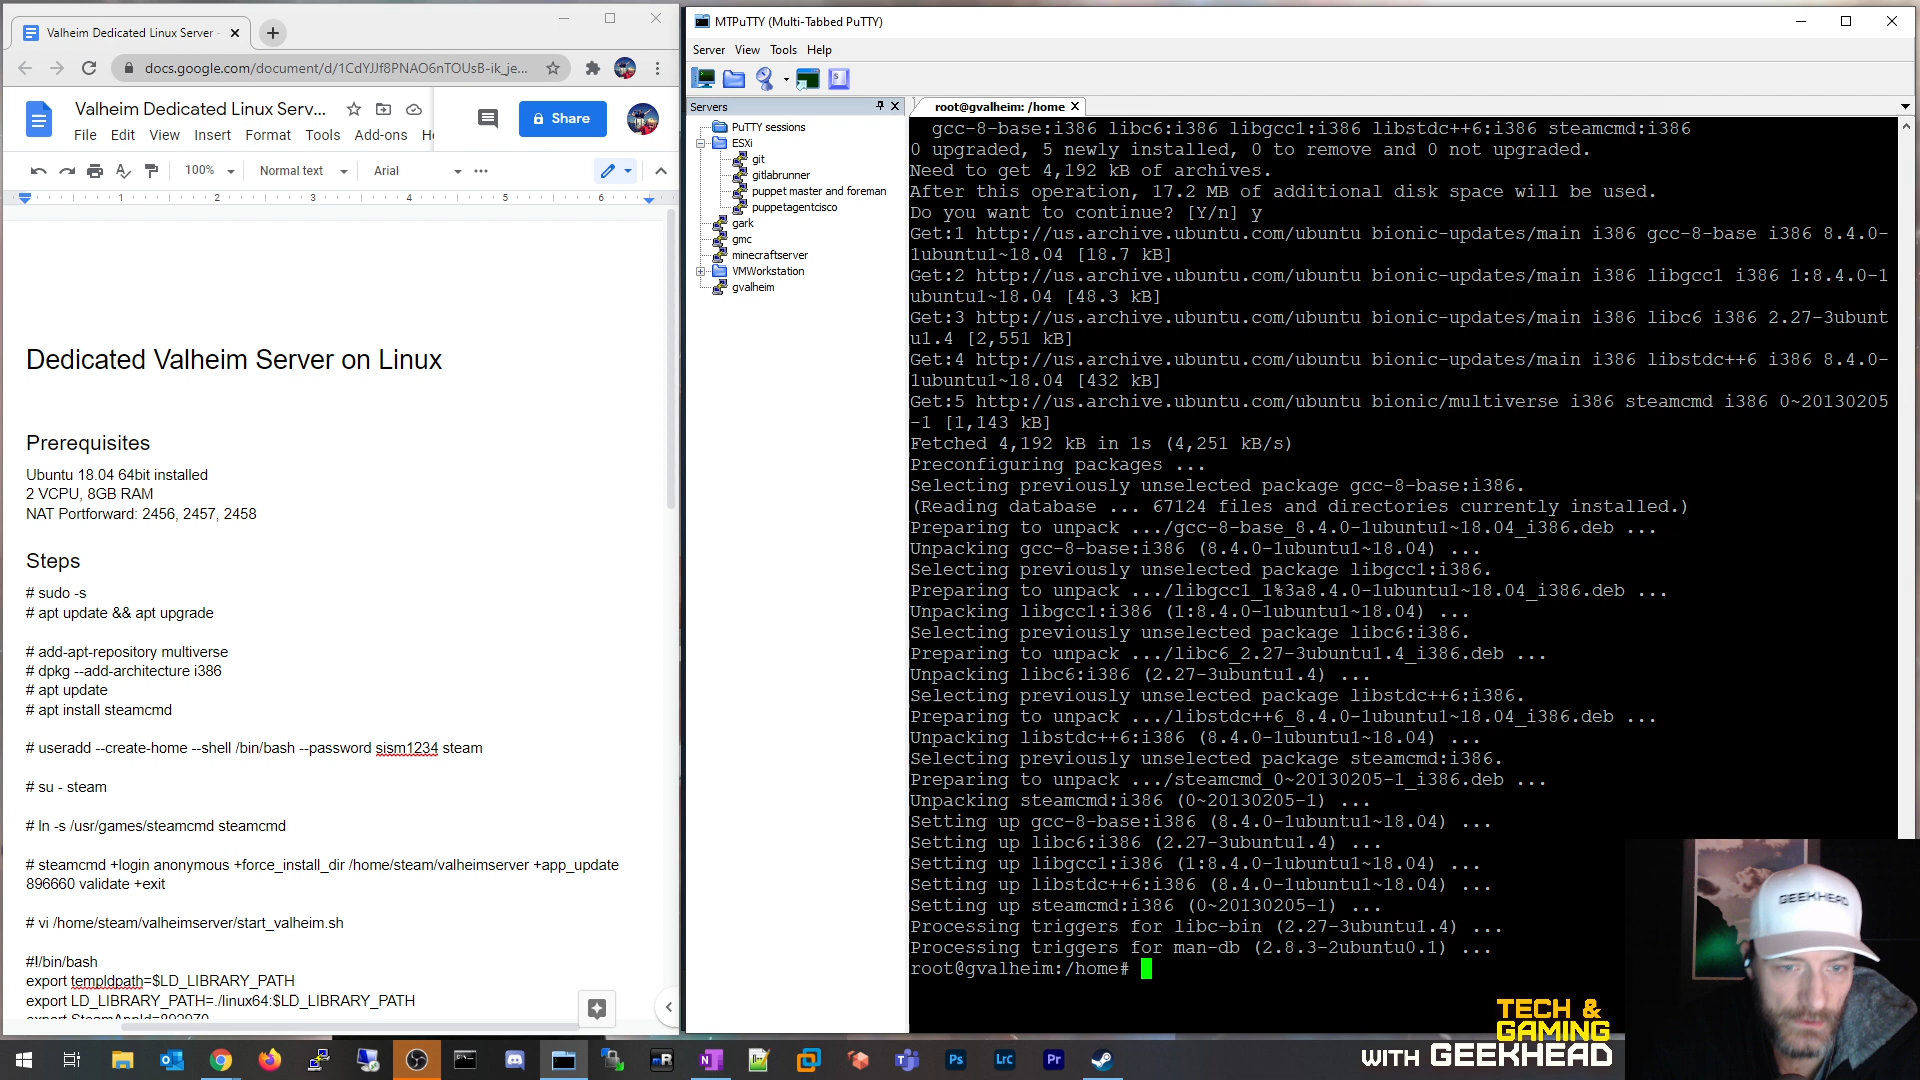 Valheim Dedicated Linux Server
docs.google.com/document/d/1CdYJJf8PNAO6nTOUsB-ik_je...
Valheim Dedicated Linux Serv...
Share
File Edit View Insert Format Tools Add-ons
100% Normal text Arial
1 2 3 4 5 6
Dedicated Valheim Server on Linux
Prerequisites
Ubuntu 18.04 64bit installed
2 VCPU, 8GB RAM
NAT Portforward: 2456, 2457, 2458
Steps
# sudo -s
# apt update && apt upgrade
# add-apt-repository multiverse
# dpkg --add-architecture i386
# apt update
# apt install steamcmd
# useradd --create-home --shell /bin/bash --password sism1234 steam
# su - steam
# ln -s /usr/games/steamcmd steamcmd
# steamcmd +login anonymous +force_install_dir /home/steam/valheimserver +app_update
896660 validate +exit
# vi /home/steam/valheimserver/start_valheim.sh
#!/bin/bash
export templdpath=$LD_LIBRARY_PATH
export LD_LIBRARY_PATH=./linux64:$LD_LIBRARY_PATH
export SteamAppId=892970
MTPuTTY (Multi-Tabbed PuTTY)
Server View Tools Help
Servers
PuTTY sessions
ESXi
git
gitlabrunner
puppet master and foreman
puppetagentcisco
gark
gmc
minecraftserver
VMWorkstation
gvalheim
root@gvalheim: /home
gcc-8-base:i386 libc6:i386 libgcc1:i386 libstdc++6:i386 steamcmd:i386
0 upgraded, 5 newly installed, 0 to remove and 0 not upgraded.
Need to get 4,192 kB of archives.
After this operation, 17.2 MB of additional disk space will be used.
Do you want to continue? [Y/n] y
Get:1 http://us.archive.ubuntu.com/ubuntu bionic-updates/main i386 gcc-8-base i386 8.4.0-
1ubuntu1~18.04 [18.7 kB]
Get:2 http://us.archive.ubuntu.com/ubuntu bionic-updates/main i386 libgcc1 i386 1:8.4.0-1
ubuntu1~18.04 [48.3 kB]
Get:3 http://us.archive.ubuntu.com/ubuntu bionic-updates/main i386 libc6 i386 2.27-3ubunt
u1.4 [2,551 kB]
Get:4 http://us.archive.ubuntu.com/ubuntu bionic-updates/main i386 libstdc++6 i386 8.4.0-
1ubuntu1~18.04 [432 kB]
Get:5 http://us.archive.ubuntu.com/ubuntu bionic/multiverse i386 steamcmd i386 0~20130205
-1 [1,143 kB]
Fetched 4,192 kB in 1s (4,251 kB/s)
Preconfiguring packages ...
Selecting previously unselected package gcc-8-base:i386.
(Reading database ... 67124 files and directories currently installed.)
Preparing to unpack .../gcc-8-base_8.4.0-1ubuntu1~18.04_i386.deb ...
Unpacking gcc-8-base:i386 (8.4.0-1ubuntu1~18.04) ...
Selecting previously unselected package libgcc1:i386.
Preparing to unpack .../libgcc1_1%3a8.4.0-1ubuntu1~18.04_i386.deb ...
Unpacking libgcc1:i386 (1:8.4.0-1ubuntu1~18.04) ...
Selecting previously unselected package libc6:i386.
Preparing to unpack .../libc6_2.27-3ubuntu1.4_i386.deb ...
Unpacking libc6:i386 (2.27-3ubuntu1.4) ...
Selecting previously unselected package libstdc++6:i386.
Preparing to unpack .../libstdc++6_8.4.0-1ubuntu1~18.04_i386.deb ...
Unpacking libstdc++6:i386 (8.4.0-1ubuntu1~18.04) ...
Selecting previously unselected package steamcmd:i386.
Preparing to unpack .../steamcmd_0~20130205-1_i386.deb ...
Unpacking steamcmd:i386 (0~20130205-1) ...
Setting up gcc-8-base:i386 (8.4.0-1ubuntu1~18.04) ...
Setting up libc6:i386 (2.27-3ubuntu1.4) ...
Setting up libgcc1:i386 (1:8.4.0-1ubuntu1~18.04) ...
Setting up libstdc++6:i386 (8.4.0-1ubuntu1~18.04) ...
Setting up steamcmd:i386 (0~20130205-1) ...
Processing triggers for libc-bin (2.27-3ubuntu1.4) ...
Processing triggers for man-db (2.8.3-2ubuntu0.1) ...
root@gvalheim:/home#
GEEKHEAD
TECH &
GAMING
WITH GEEKHEAD
mR N Ps Lrc Pr